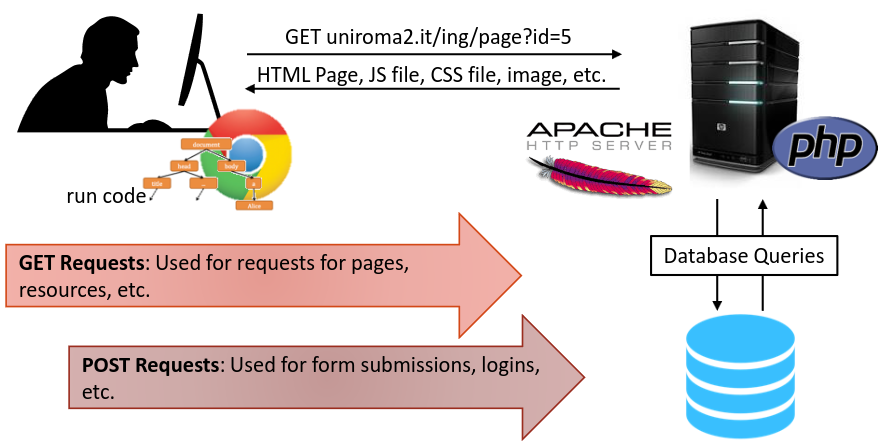 GET uniroma2.it/ing/page?id=5
HTML Page, JS file, CSS file, image, etc.
APACHE
HTTP SERVER
php
document
head
body
title
..
a
Alice
run code
GET Requests: Used for requests for pages,
resources, etc.
Database Queries
POST Requests: Used for form submissions, logins,
etc.